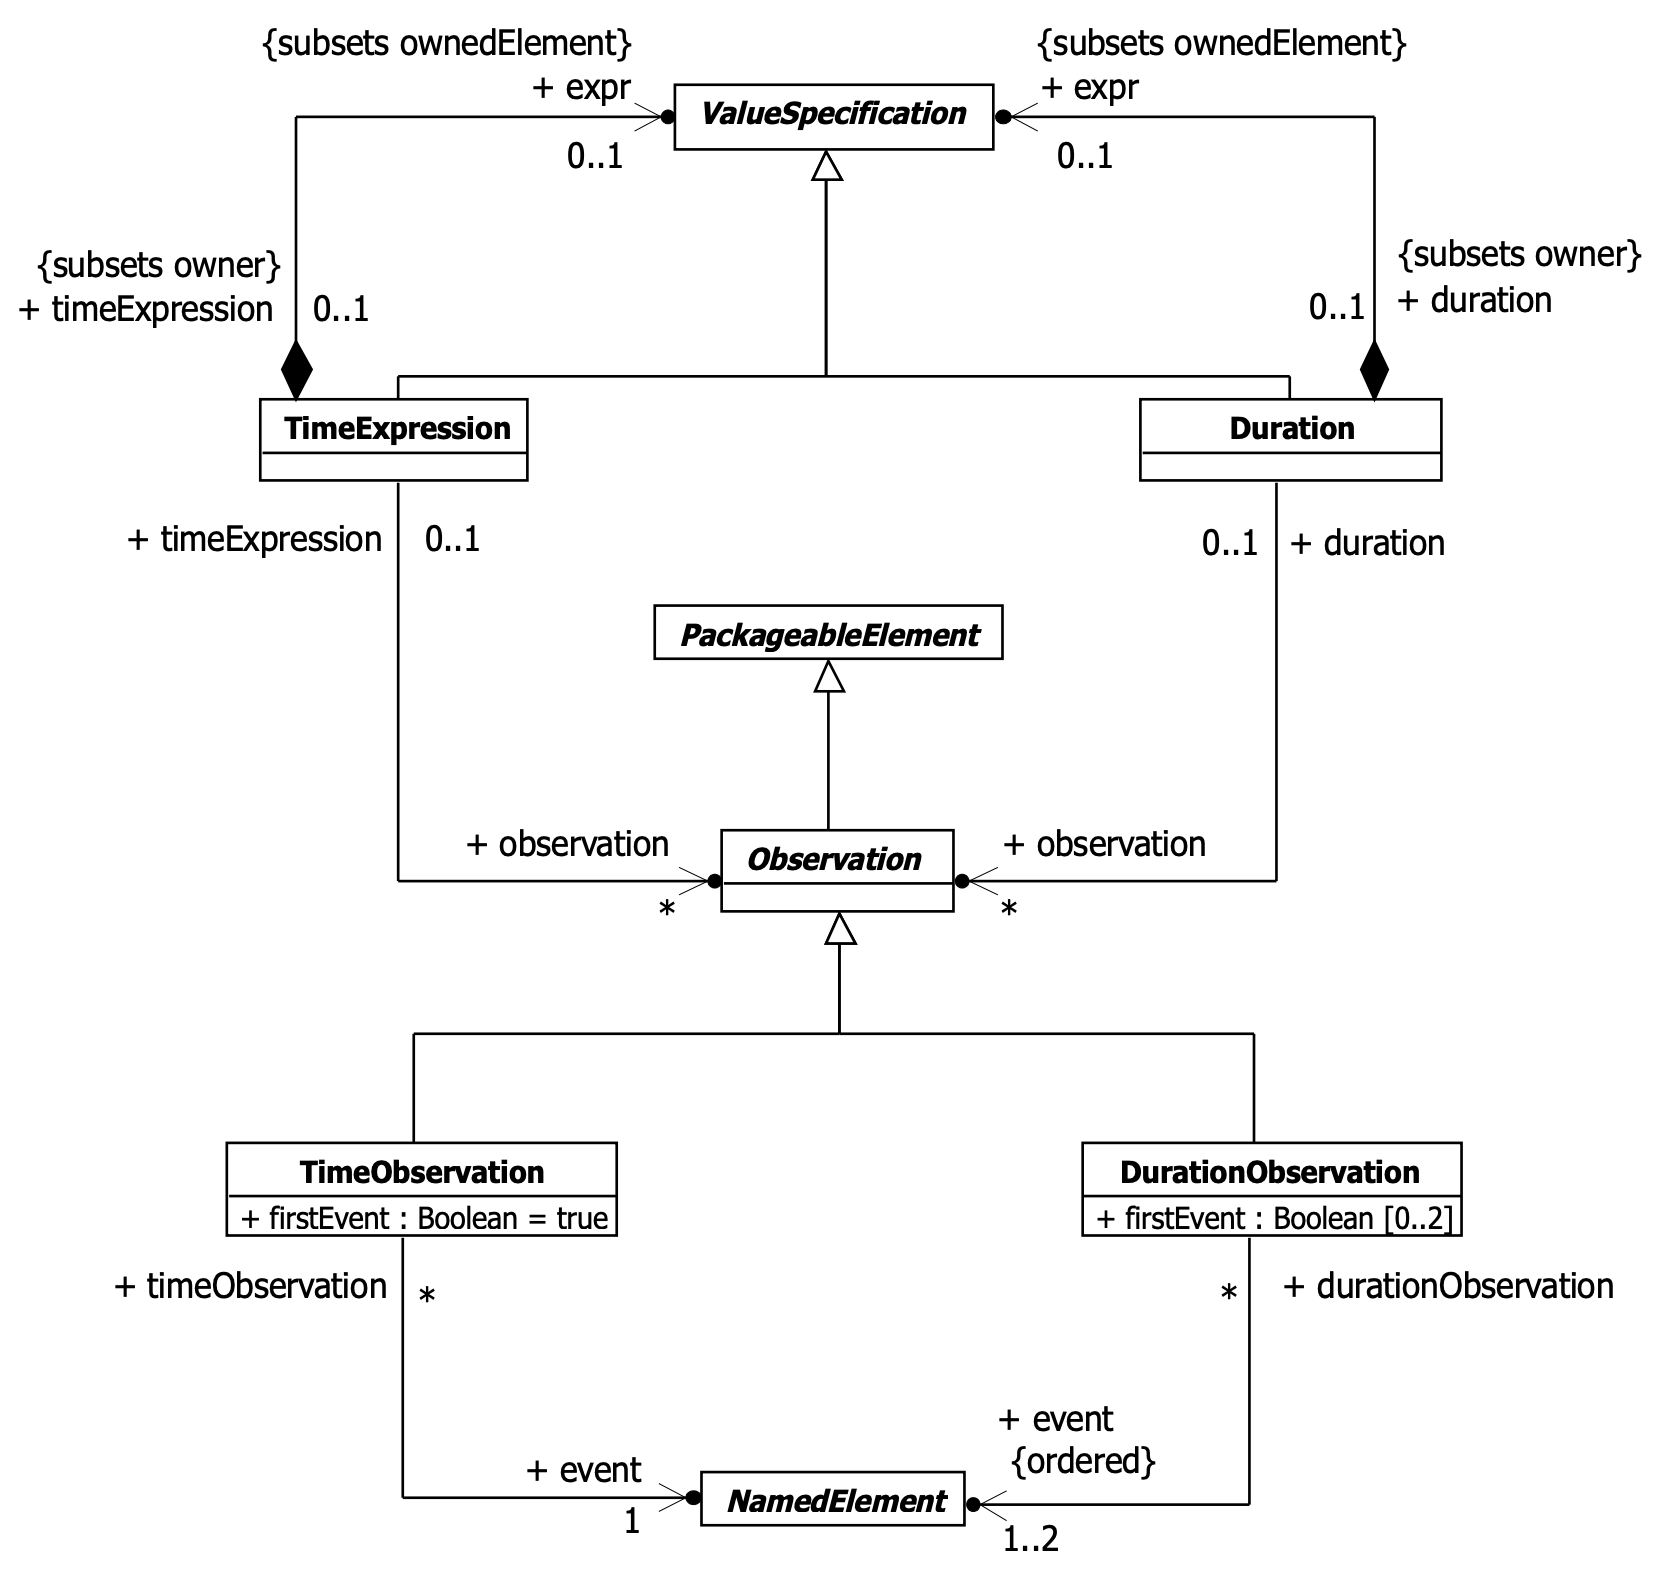 {subsets ownedElement}
+ expr
0..1
ValueSpecification
{subsets ownedElement}
+ expr
0..1
{subsets owner}
+ timeExpression
0..1
{subsets owner}
0..1
+ duration
TimeExpression
Duration
+ timeExpression
0..1
0..1
+ duration
PackageableElement
+ observation
*
Observation
+ observation
*
TimeObservation
+ firstEvent : Boolean = true
DurationObservation
+ firstEvent : Boolean [0..2]
+ timeObservation
*
*
+ durationObservation
+ event
1
NamedElement
+ event
{ordered}
1..2